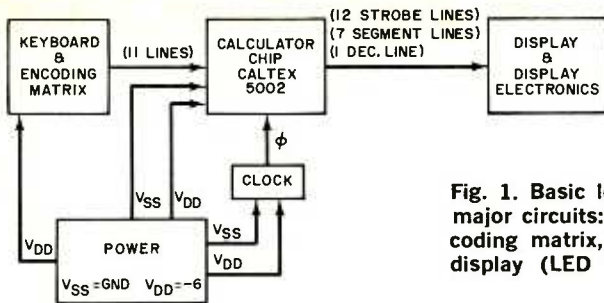 KEYBOARD
&
ENCODING
MATRIX
(11 LINES)
CALCULATOR
CHIP
CALTEX
5002
(12 STROBE LINES)
(7 SEGMENT LINES)
(1 DEC. LINE)
DISPLAY
&
DISPLAY
ELECTRONICS
ϕ
CLOCK
VDD
VSS
VDD
VSS
VDD
POWER
VSS=GND VDD=-6
Fig. 1. Basic
major circuits:
coding matrix,
display (LED